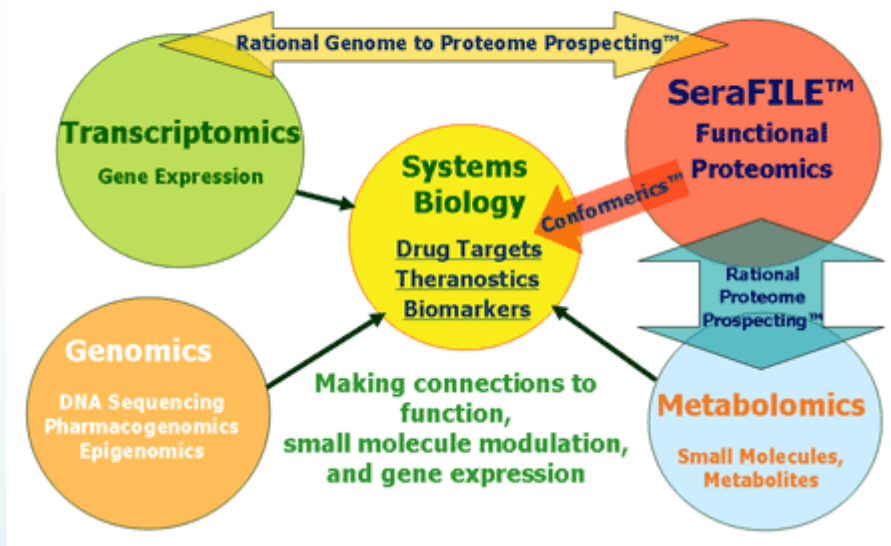 Rational Genome to Proteome Prospecting™
Transcriptomics
Gene Expression
SeraFILE™
Functional
Proteomics
Systems
Biology
Drug Targets
Theranostics
Biomarkers
Conformerics™
Rational
Proteome
Prospecting™
Genomics
DNA Sequencing
Pharmacogenomics
Epigenomics
Making connections to
function,
small molecule modulation,
and gene expression
Metabolomics
Small Molecules,
Metabolites